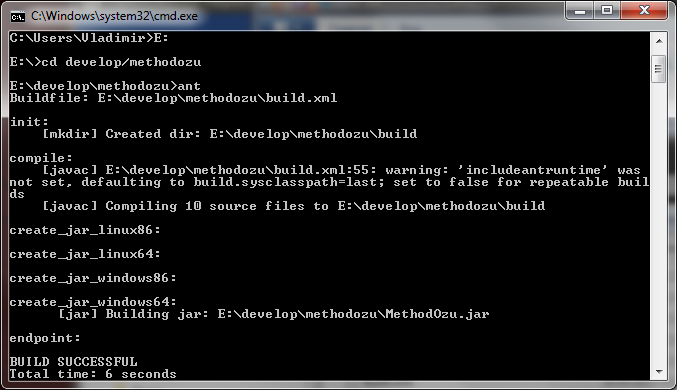 C:\Windows\system32\cmd.exe
C:\Users\Vladimir>E:
E:\>cd develop/methodozu
E:\develop\methodozu>ant
Buildfile: E:\develop\methodozu\build.xml
init:
[mkdir] Created dir: E:\develop\methodozu\build
compile:
[javac] E:\develop\methodozu\build.xml:55: warning: 'includeantruntime' was
not set, defaulting to build.sysclasspath=last; set to false for repeatable buil
ds
[javac] Compiling 10 source files to E:\develop\methodozu\build
create_jar_linux86:
create_jar_linux64:
create_jar_windows86:
create_jar_windows64:
[jar] Building jar: E:\develop\methodozu\MethodOzu.jar
endpoint:
BUILD SUCCESSFUL
Total time: 6 seconds